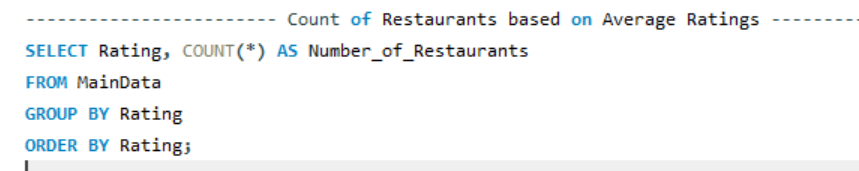 ------------------------ Count of Restaurants based on Average Ratings ---------
SELECT Rating, COUNT(*) AS Number_of_Restaurants
FROM MainData
GROUP BY Rating
ORDER BY Rating;